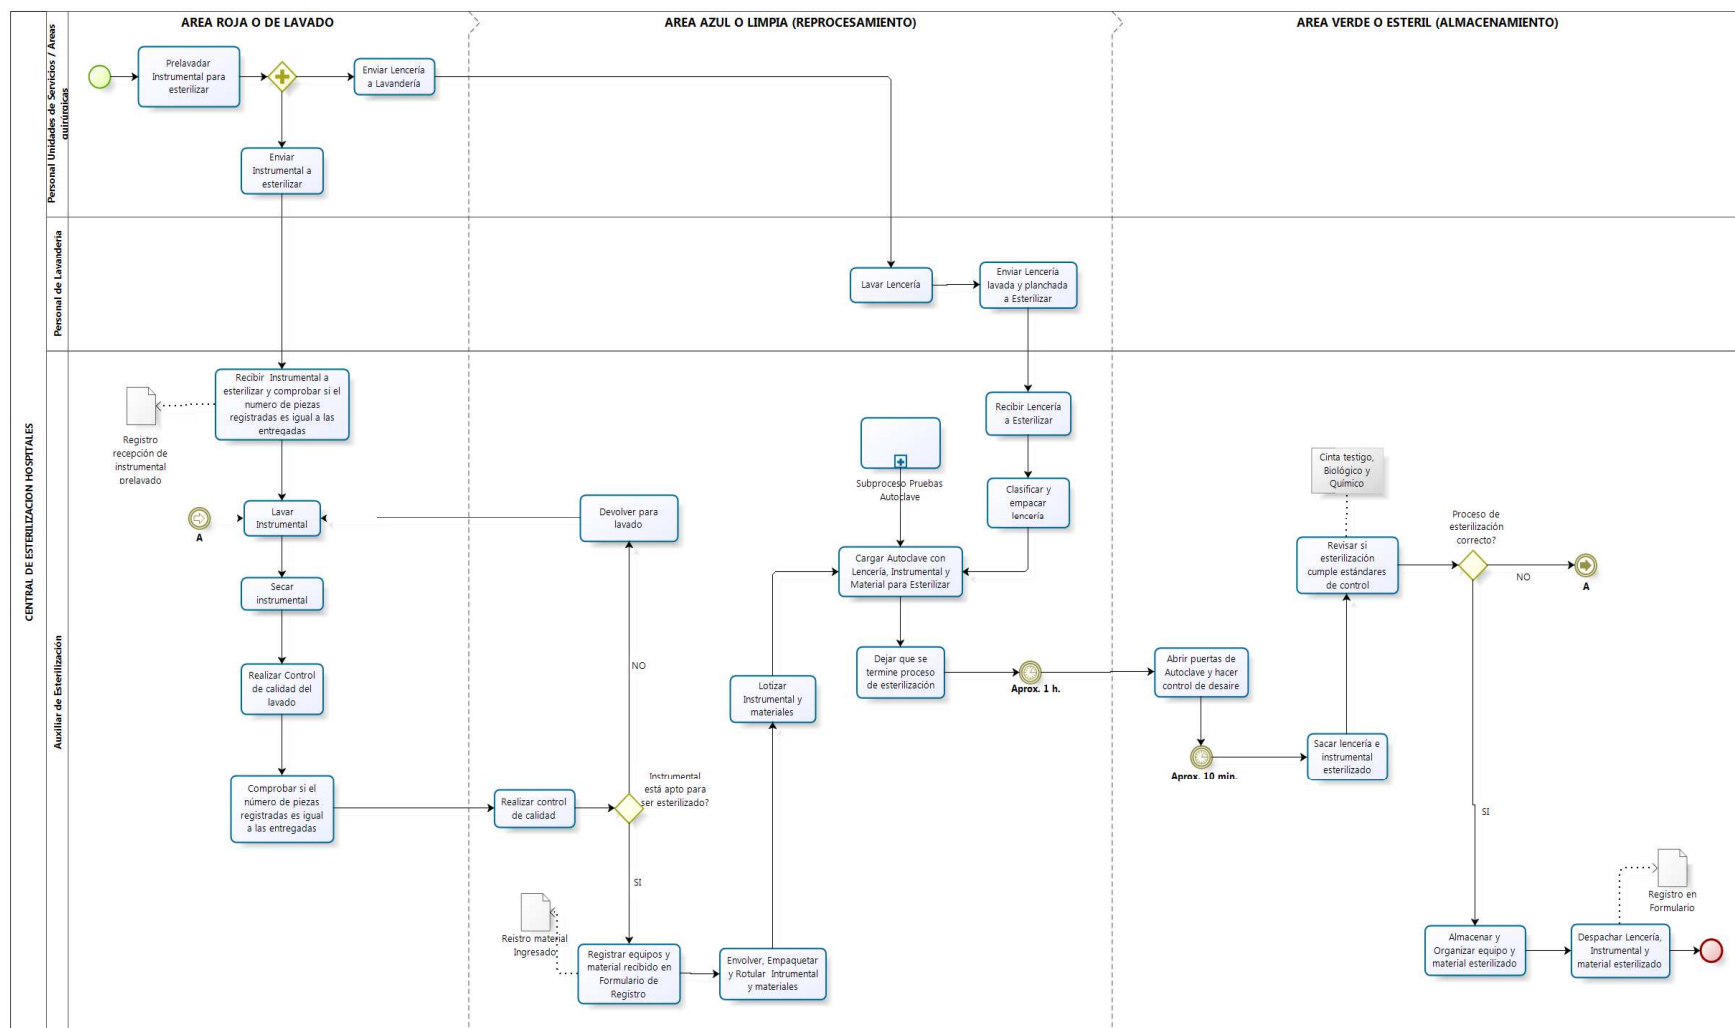 AREA ROJA O DE LAVADO
AREA AZUL O LIMPIA (REPROCESAMIENTO)
AREA VERDE O ESTERIL (ALMACENAMIENTO)
CENTRAL DE ESTERILIZACION HOSPITALES
Personal Unidades de Servicios / Áreas
quirúrgicas
Prelavadar
Instrumental para
esterilizar
Enviar Lencería
a Lavandería
Enviar
Instrumental a
esterilizar
Personal de Lavandería
Lavar Lencería
Enviar Lencería
lavada y planchada
a Esterilizar
Auxiliar de Esterilización
Recibir Instrumental a
esterilizar y comprobar si el
numero de piezas
registradas es igual a las
entregadas
Registro
recepción de
instrumental
prelavado
A
Lavar
Instrumental
Secar
instrumental
Realizar Control
de calidad del
lavado
Comprobar si el
número de piezas
registradas es igual
a las entregadas
Devolver para
lavado
NO
Realizar control
de calidad
Instrumental
está apto para
ser esterilizado?
SI
Reistro material
Ingresado
Registrar equipos y
material recibido en
Formulario de
Registro
Envolver, Empaquetar
y Rotular Intrumental
y materiales
Lotizar
Instrumental y
materiales
Subproceso Pruebas
Autoclave
Recibir Lencería
a Esterilizar
Clasificar y
empacar
lencería
Cargar Autoclave con
Lencería, Instrumental y
Material para Esterilizar
Dejar que se
termine proceso
de esterilización
Aprox. 1 h.
Abrir puertas de
Autoclave y hacer
control de desaire
Aprox. 10 min.
Sacar lencería e
instrumental
esterilizado
Cinta testigo,
Biológico y
Químico
Revisar si
esterilización
cumple estándares
de control
Proceso de
esterilización
correcto?
NO
A
SI
Almacenar y
Organizar equipo y
material esterilizado
Despachar Lencería,
Instrumental y
material esterilizado
Registro en
Formulario